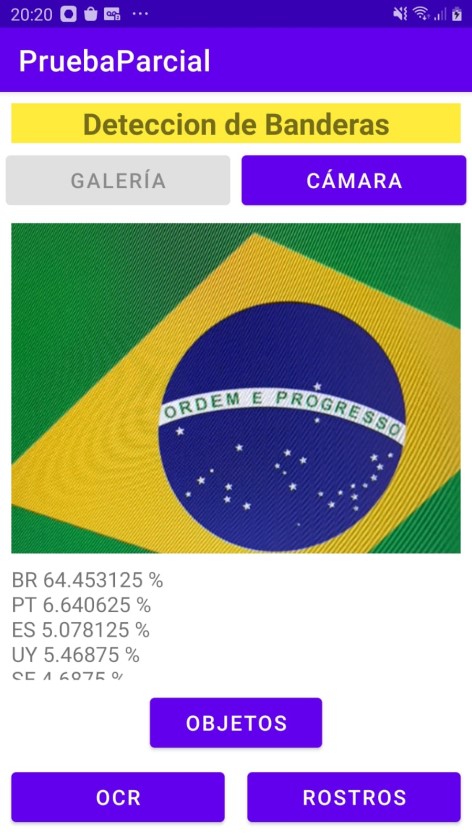 20:20
PruebaParcial
Deteccion de Banderas
GALERÍA
CÁMARA
ORDEM E PROGRESSO
BR 64.453125 %
PT 6.640625 %
ES 5.078125 %
UY 5.46875 %
SE 4.6875 %
OBJETOS
OCR
ROSTROS